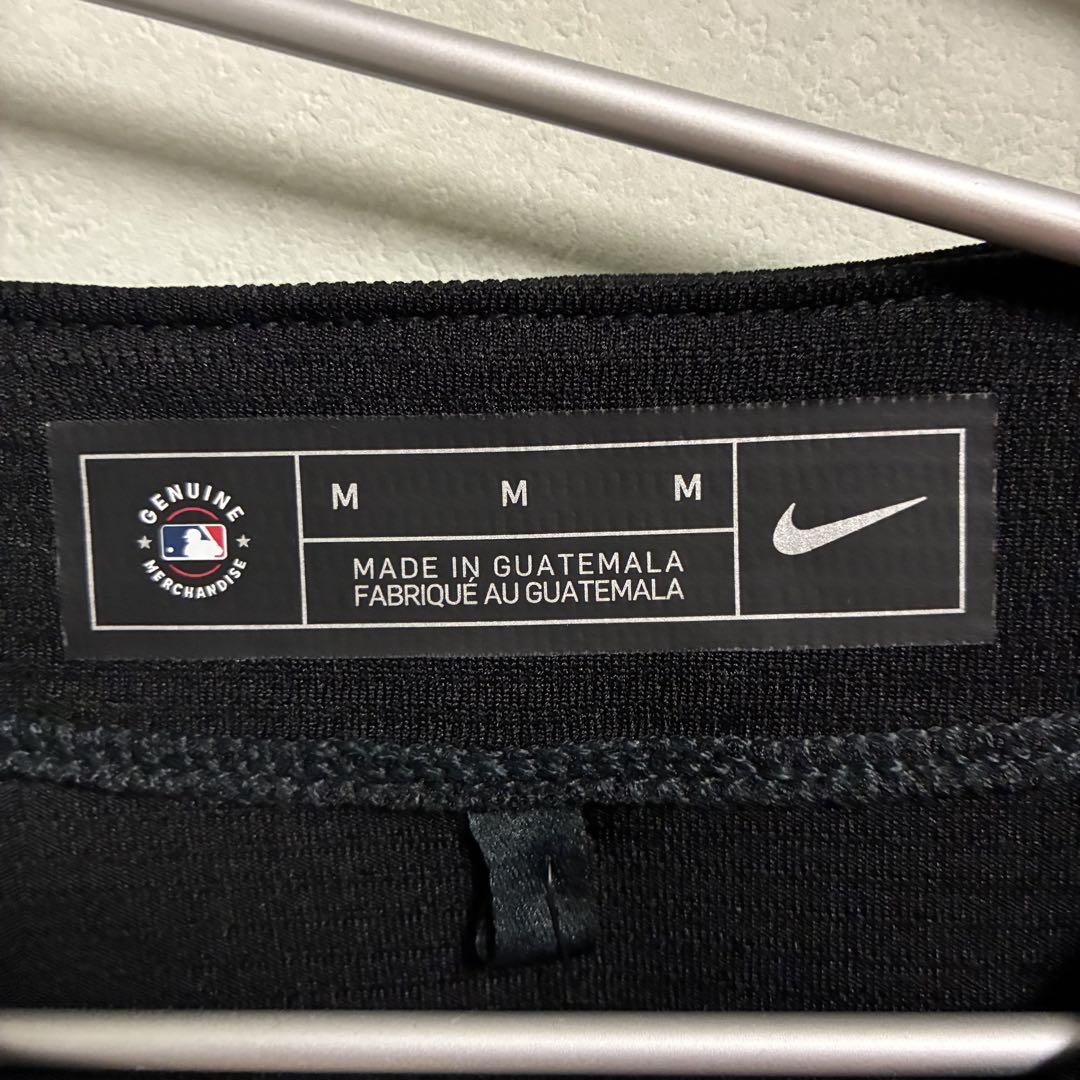 GENUINE
MERCHANDISE
M M M
MADE IN GUATEMALA
FABRIQUÉ AU GUATEMALA